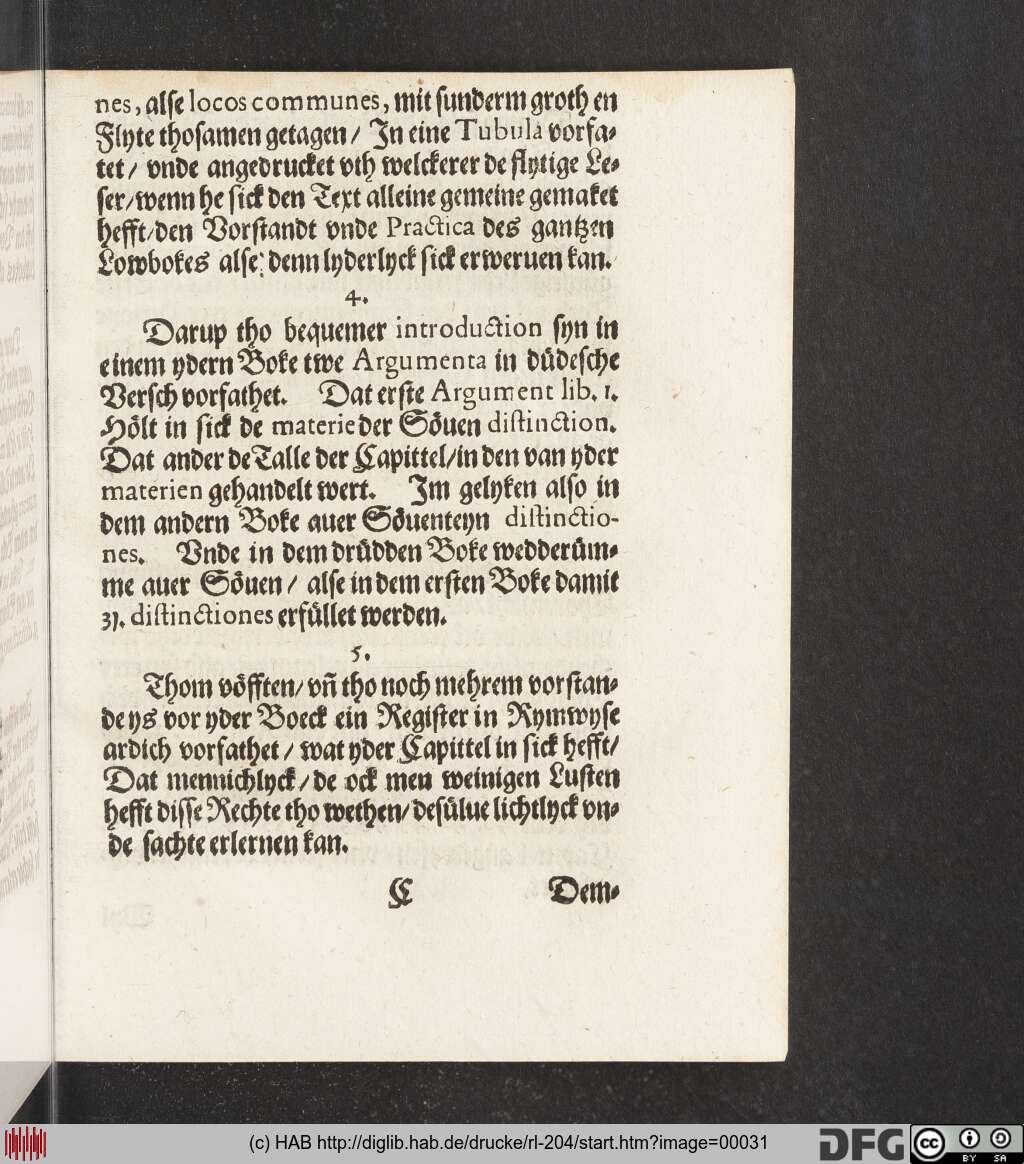 nes, alse locos communes, mit sunderm groth en
Flyte thosamen getagen/ In eine Tubula vorfa-
tet/ vnde angedrucket vth welckerer de flytige Le-
ser/wenn he sick den Text alleine gemeine gemaket
hefft/den Vorstandt vnde Practica des gantzen
Lowbokes alse: denn lyderlyck sick erweruen kan.
4.
Darup tho bequemer introduction syn in
einem ydern Boke twe Argumenta in düdesche
Versch vorfathet. Dat erste Argument lib. 1.
Hölt in sick de materie der Söuen distinction.
Dat ander de Talle der Capittel/in den van yder
materien gehandelt wert. Im gelyken also in
dem andern Boke auer Söuenteyn distinctio-
nes. Vnde in dem drüdden Boke wedderüm-
me auer Söuen/ alse in dem ersten Boke damit
31. distinctiones erfüllet werden.
5.
Thom vöfften/ vñ tho noch mehrem vorstan-
de ys vor yder Boeck ein Register in Rymwyse
ardich vorfathet/ wat yder Capittel in sick hefft/
Dat mennichlyck/de ock men weinigen Lusten
hefft disse Rechte tho wethen/ desülue lichtlyck vn-
de sachte erlernen kan.
C Dem-
(c) HAB http://diglib.hab.de/drucke/rl-204/start.htm?image=00031
DFG cc BY SA